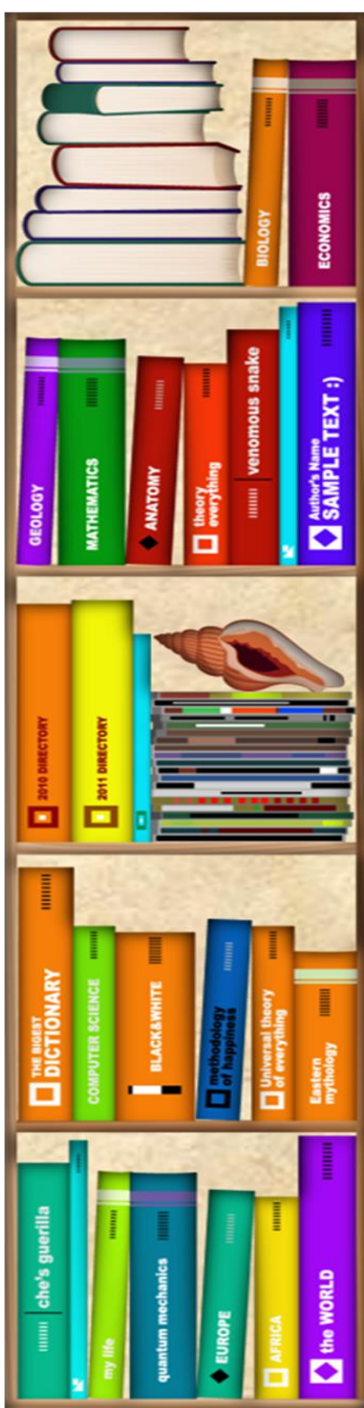 BIOLOGY
ECONOMICS
GEOLOGY
MATHEMATICS
ANATOMY
theory
everything
venomous snake
Author's Name
SAMPLE TEXT :)
2010 DIRECTORY
2011 DIRECTORY
THE BIGEST
DICTIONARY
COMPUTER SCIENCE
BLACK&WHITE
methodology
of happiness
Universal theory
of everything
Eastern
mythology
che's guerilla
my life
quantum mechanics
EUROPE
AFRICA
the WORLD